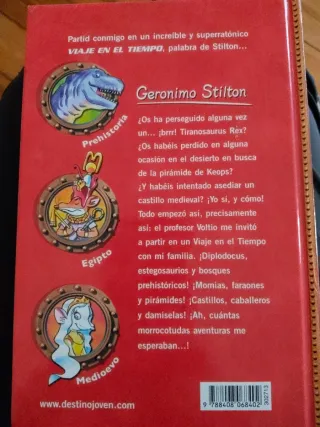 Partid conmigo en un increíble y superratónico
VIAJE EN EL TIEMPO, palabra de Stilton...
Geronimo Stilton
Prehistoria
¿Os ha perseguido alguna vez
un... ¡brrr! Tiranosaurus Rex?
¿Os habéis perdido en alguna
ocasión en el desierto en busca
de la pirámide de Keops?
¿Y habéis intentado asediar un
castillo medieval? ¡Yo sí, y cómo!
Todo empezó así, precisamente
así: el profesor Voltio me invitó
a partir en un Viaje en el Tiempo
con mi familia. ¡Diplodocus,
estegosaurios y bosques
prehistóricos! ¡Momias, faraones
y pirámides! ¡Castillos, caballeros
y damiselas! ¡Ah, cuántas
morrocotudas aventuras me
esperaban...!
Egipto
Medioevo
www.destinojoven.com
9 788408 068402